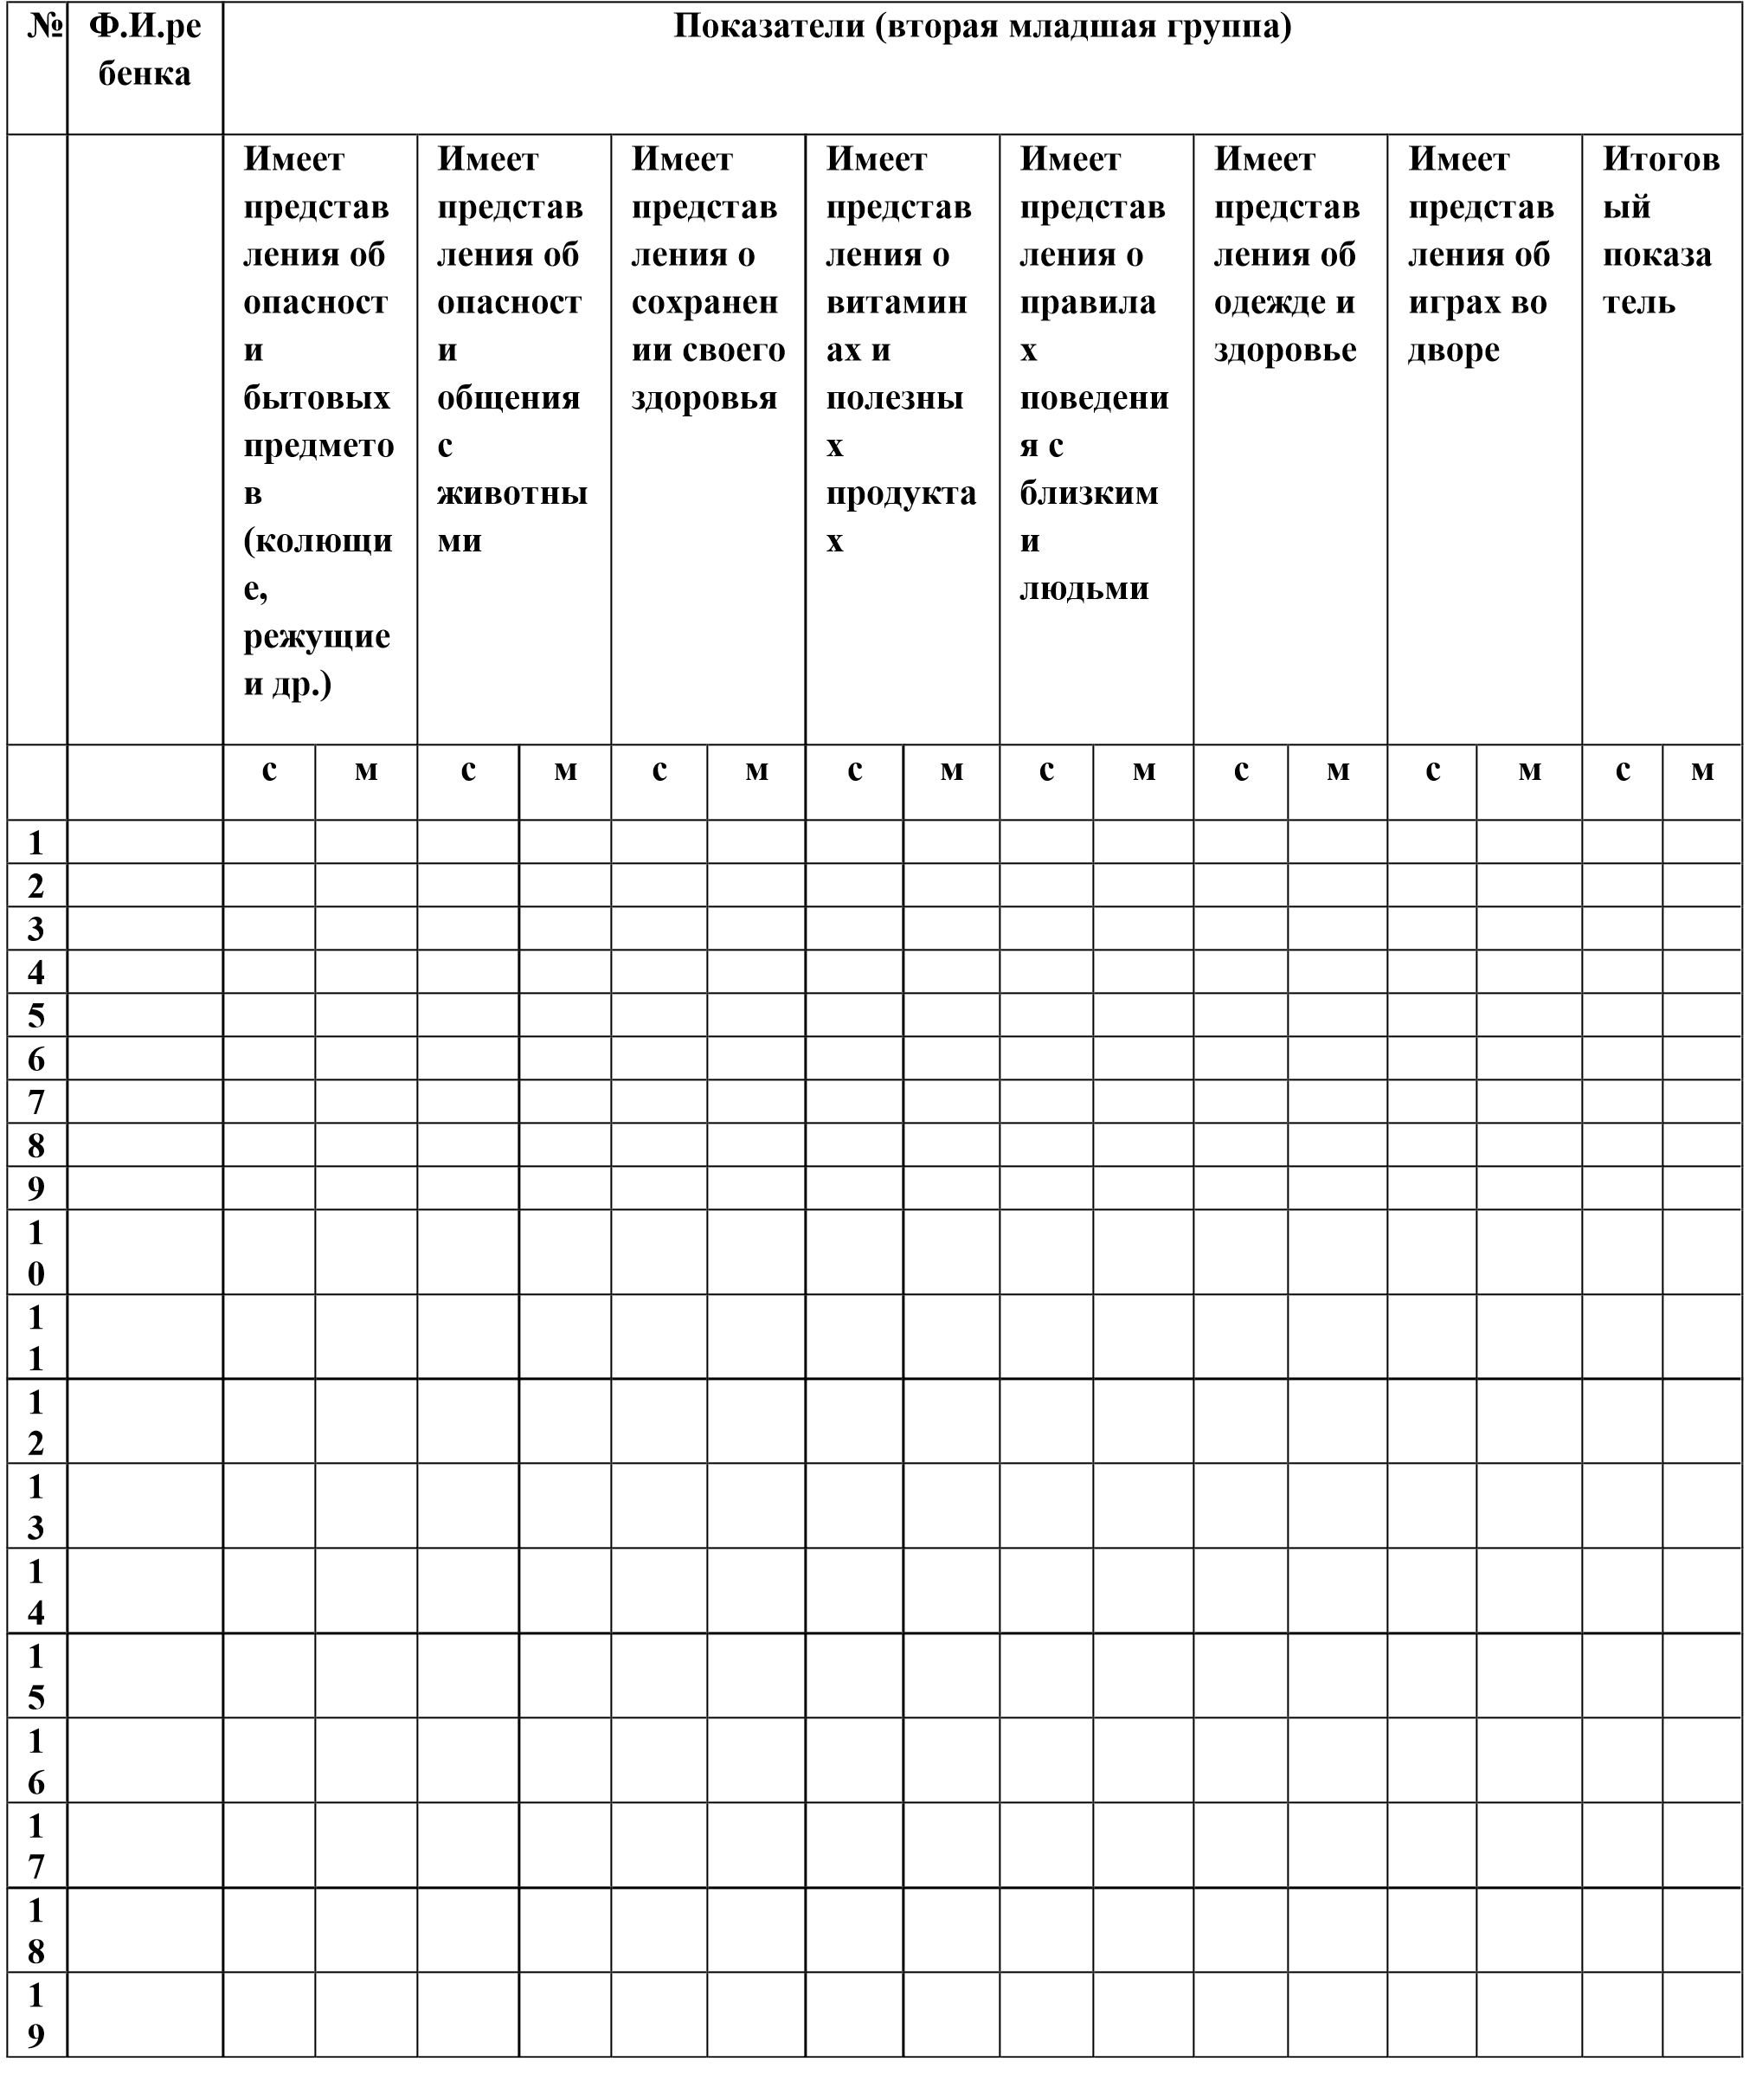 № Ф.И.ре Показатели (вторая младшая группа)
бенка
Имеет
представ
ления об
опасност
и
бытовых
предмето
в
(колющи
е,
режущие
и др.)
Имеет
представ
ления об
опасност
и
общения
с
животны
ми
Имеет
представ
ления о
сохранен
ии своего
здоровья
Имеет
представ
ления о
витамин
ах и
полезны
х
продукта
х
Имеет
представ
ления о
правила
х
поведени
я с
близким
и
людьми
Имеет
представ
ления об
одежде и
здоровье
Имеет
представ
ления об
играх во
дворе
Итогов
ый
показа
тель
с м с м с м с м с м с м с м с м
1
2
3
4
5
6
7
8
9
1
0
1
1
1
2
1
3
1
4
1
5
1
6
1
7
1
8
1
9